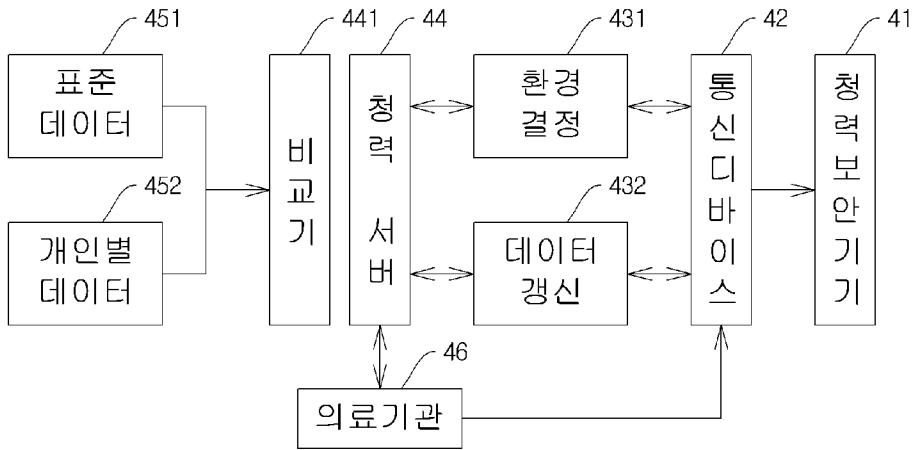 451
표준
데이터
452
개인별
데이터
441
비교기
44
청력 서버
431
환경
결정
432
데이터
갱신
42
통신디바이스
41
청력보안기기
46
의료기관